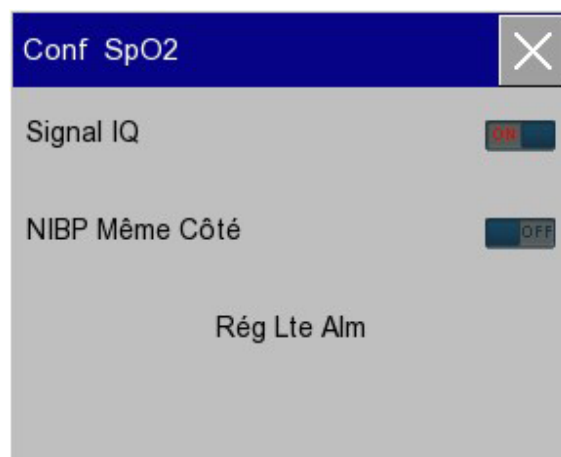 Conf SpO2
Signal IQ
ON
NIBP Même Côté
OFF
Rég Lte Alm